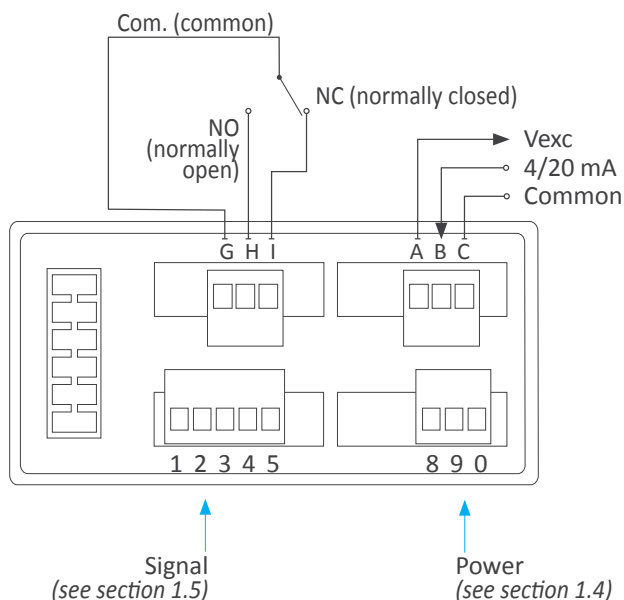 Com. (common)
NC (normally closed)
NO
(normally
open)
Vexc
4/20 mA
Common
G H I
A B C
1 2 3 4 5
8 9 0
Signal
(see section 1.5)
Power
(see section 1.4)